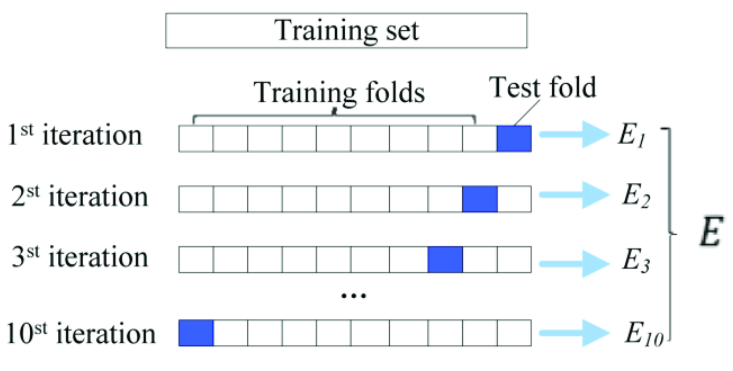 Training set
Training folds
Test fold
1st iteration
E1
2st iteration
E2
3st iteration
E3
E
...
10st iteration
E10